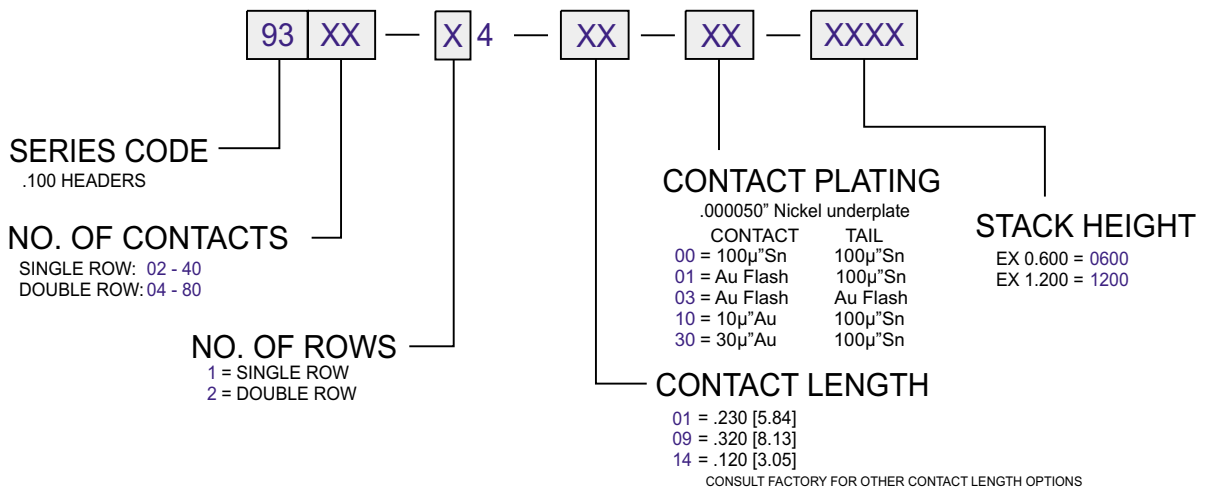 93 XX — X 4 — XX — XX — XXXX
SERIES CODE
.100 HEADERS
NO. OF CONTACTS
SINGLE ROW: 02 - 40
DOUBLE ROW: 04 - 80
NO. OF ROWS
1 = SINGLE ROW
2 = DOUBLE ROW
CONTACT PLATING
.000050” Nickel underplate
CONTACT TAIL
00 = 100µ”Sn 100µ”Sn
01 = Au Flash 100µ”Sn
03 = Au Flash Au Flash
10 = 10µ”Au 100µ”Sn
30 = 30µ”Au 100µ”Sn
CONTACT LENGTH
01 = .230 [5.84]
09 = .320 [8.13]
14 = .120 [3.05]
CONSULT FACTORY FOR OTHER CONTACT LENGTH OPTIONS
STACK HEIGHT
EX 0.600 = 0600
EX 1.200 = 1200